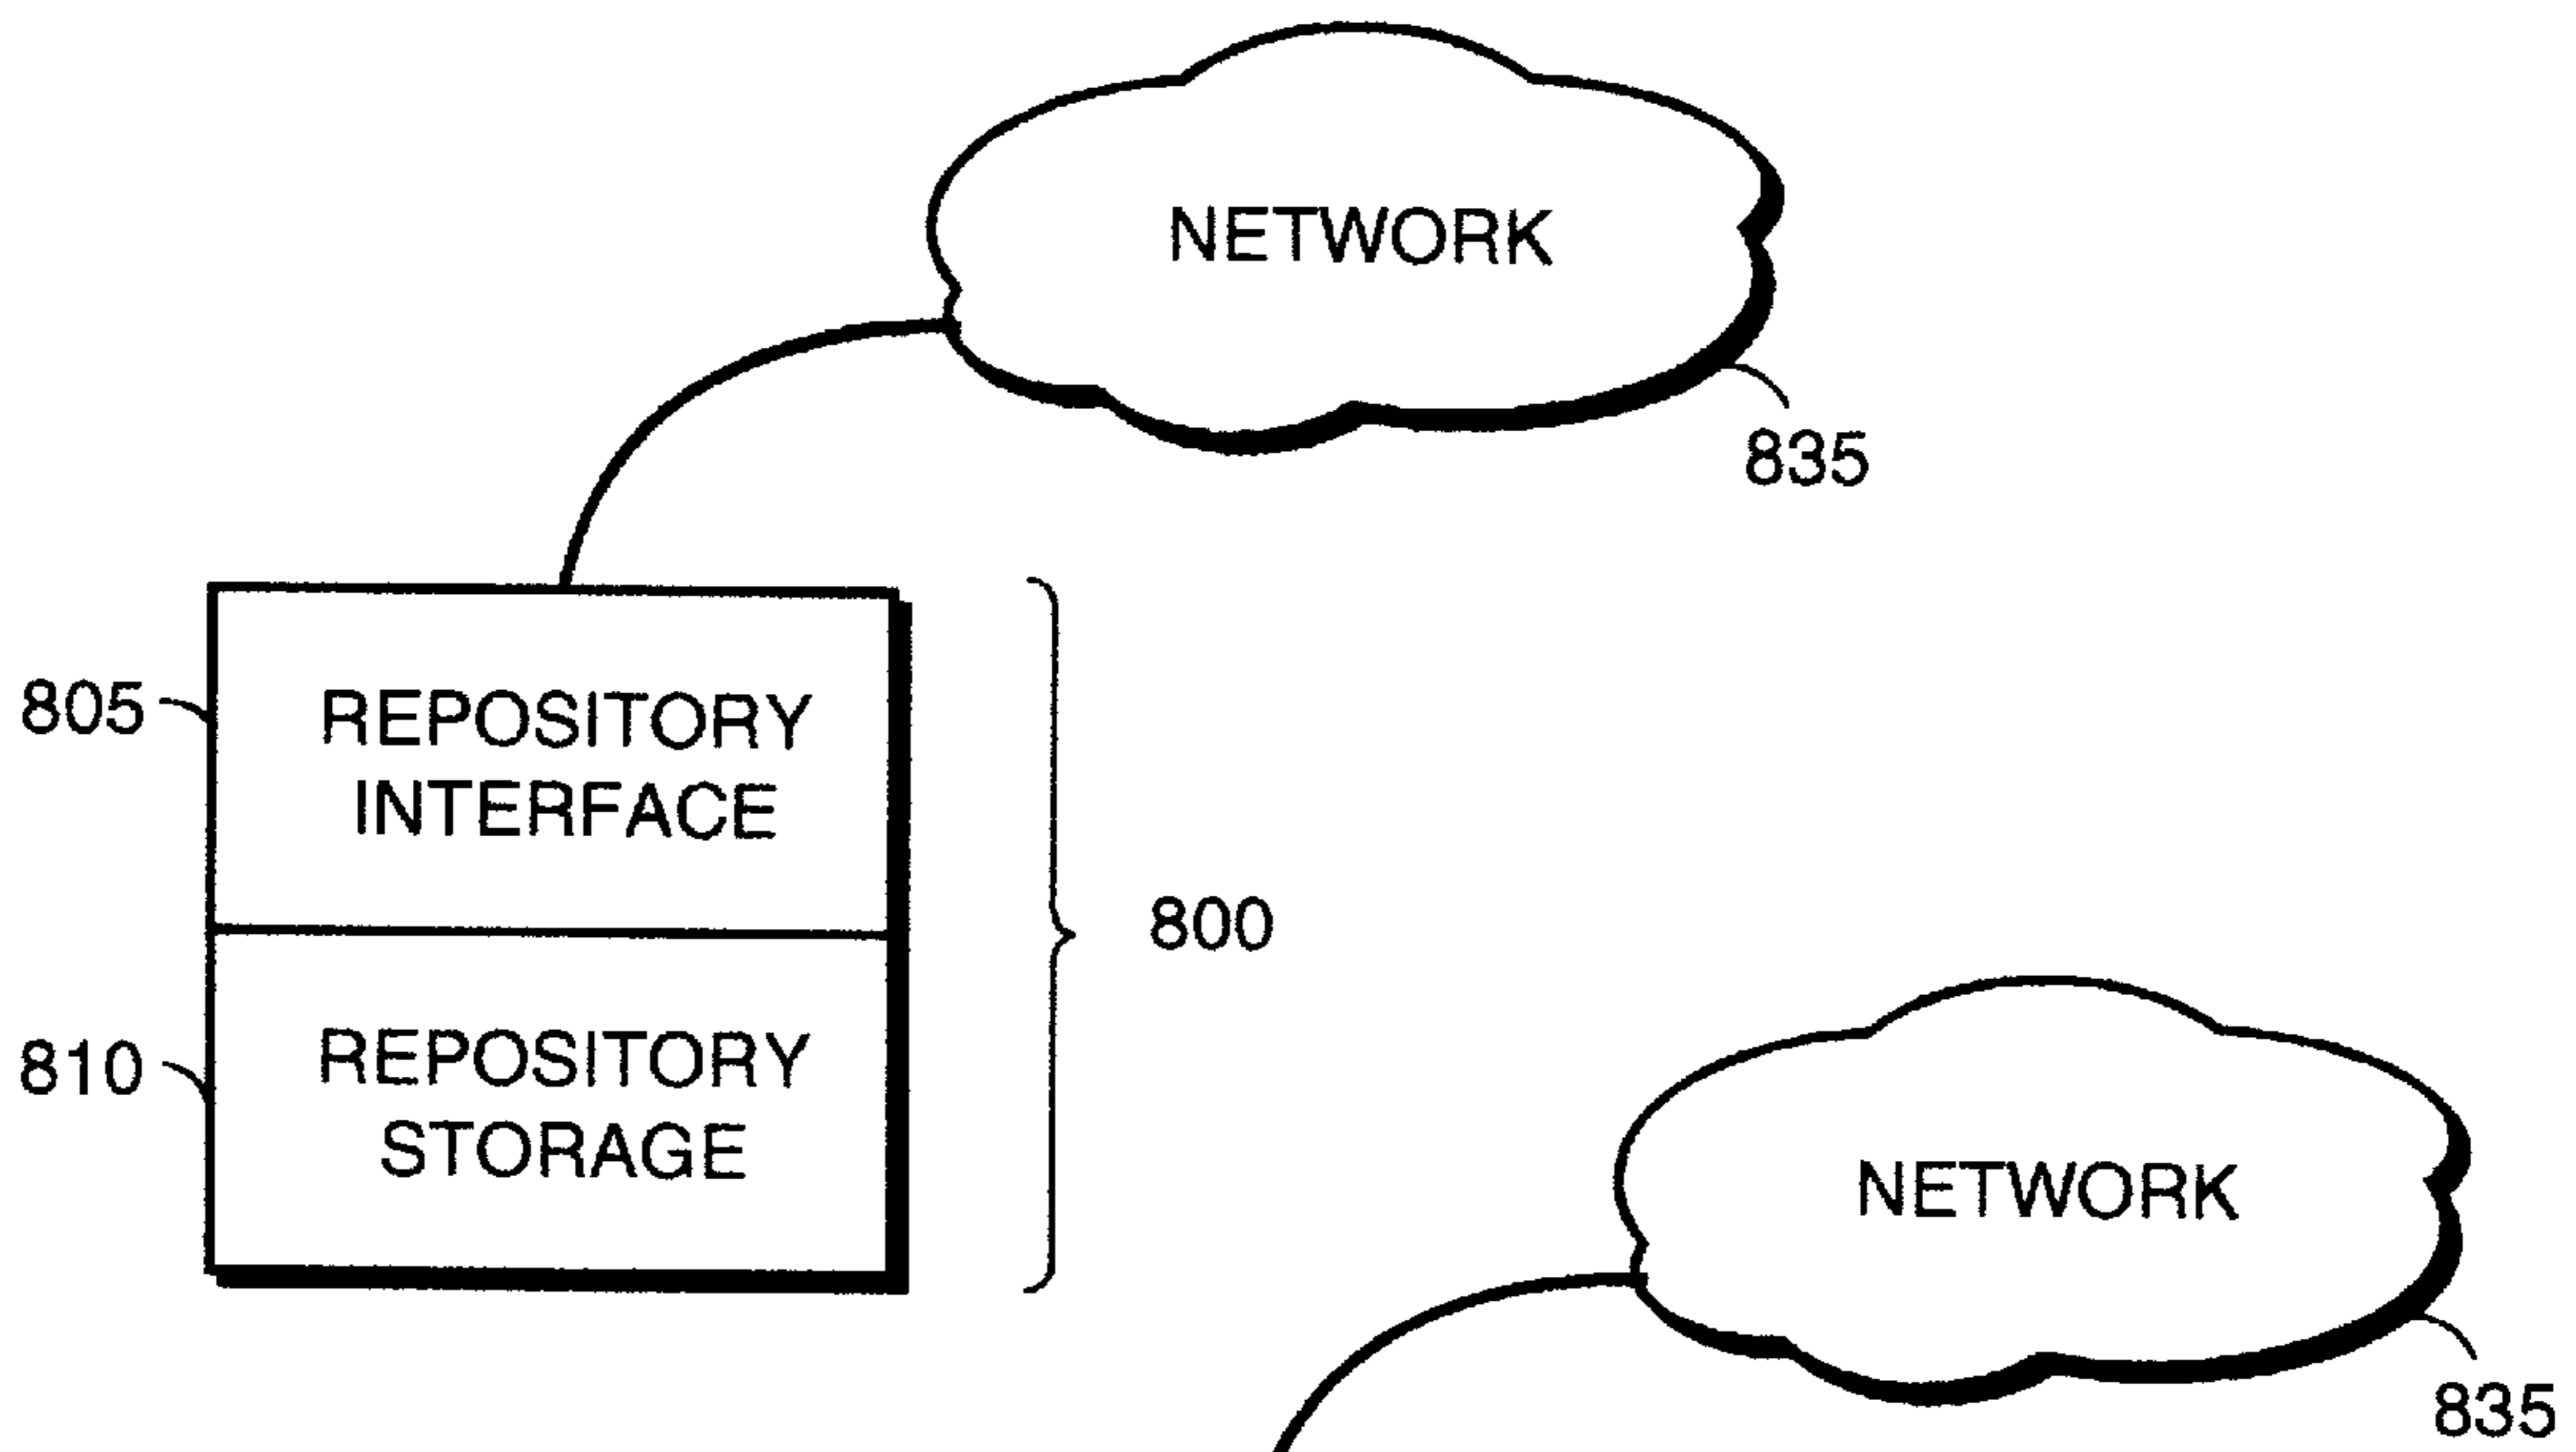 NETWORK
835
805
REPOSITORY
INTERFACE
800
810
REPOSITORY
STORAGE
NETWORK
835